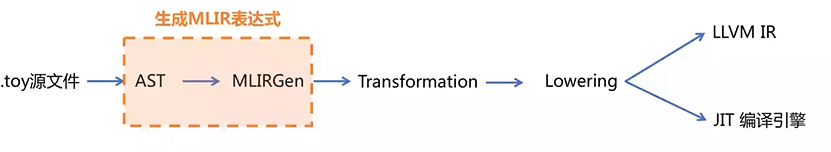 生成MLIR表达式
.toy源文件
AST
MLIRGen
Transformation
Lowering
LLVM IR
JIT 编译引擎